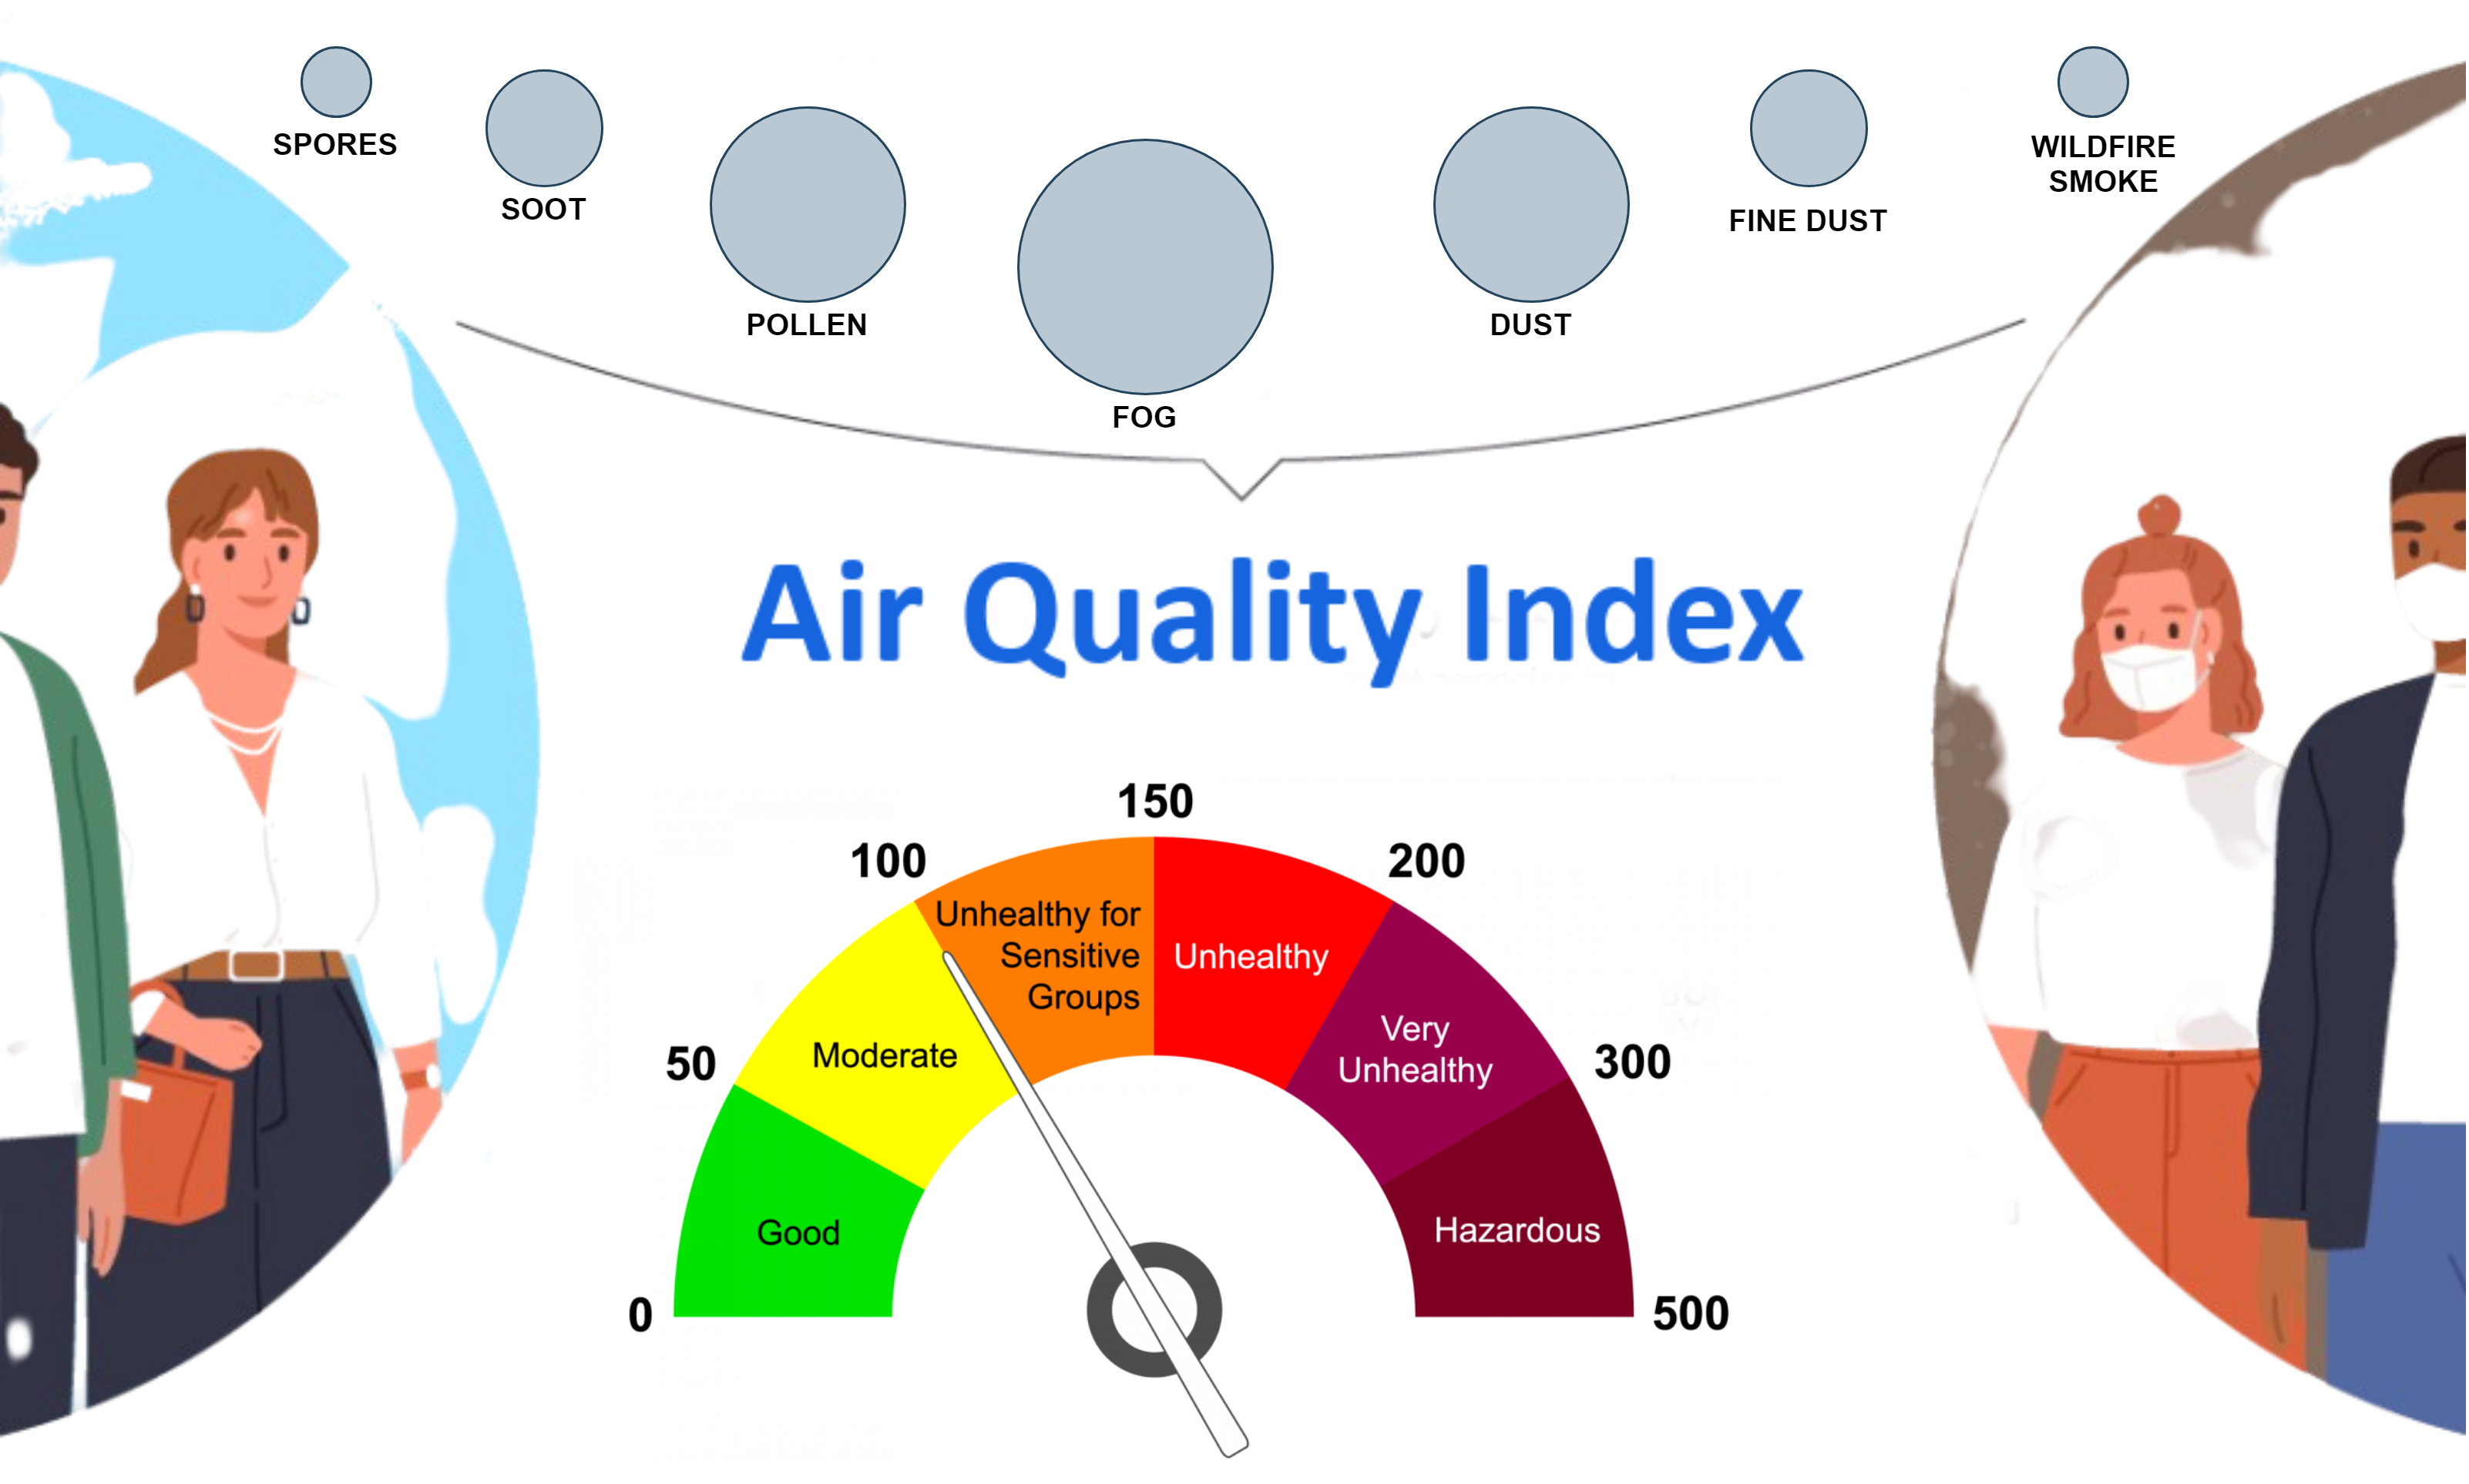 SPORES
SOOT
POLLEN
FOG
DUST
FINE DUST
WILDFIRE
SMOKE
Air Quality Index
0
50
100
150
200
300
500
Good
Moderate
Unhealthy for
Sensitive
Groups
Unhealthy
Very
Unhealthy
Hazardous